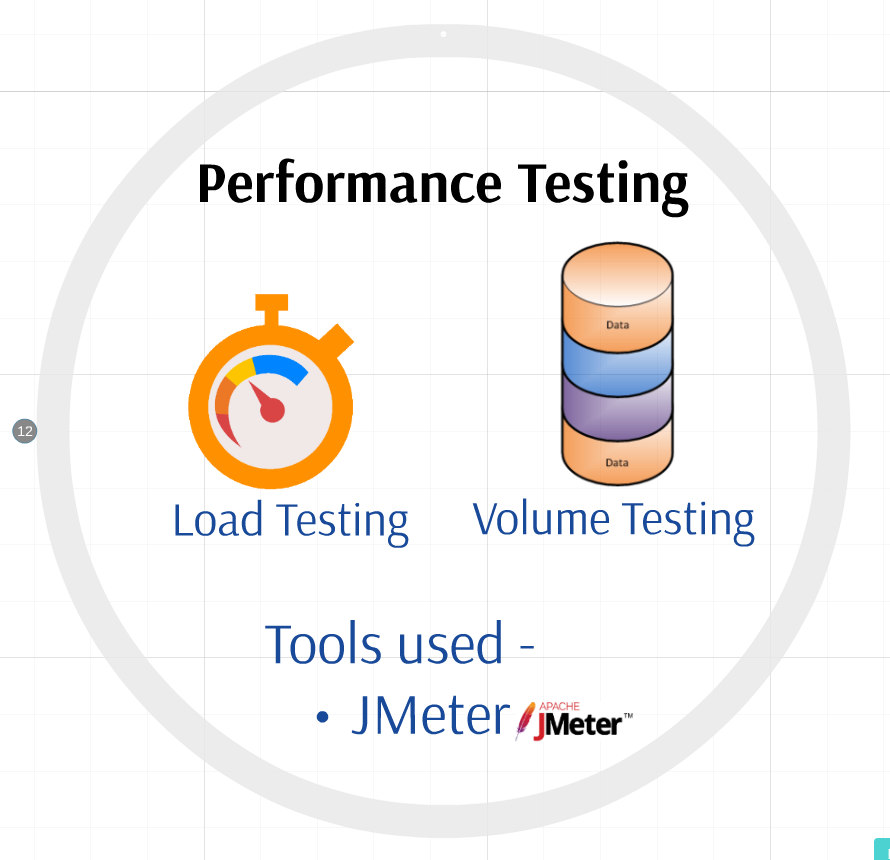 Performance Testing
Data
Data
12
Load Testing
Volume Testing
Tools used -
• JMeter
APACHE
JMeter™